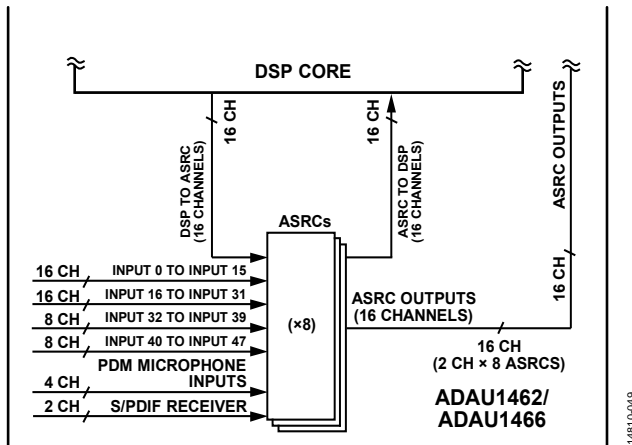 DSP CORE
16 CH
16 CH
DSP TO ASRC
(16 CHANNELS)
ASRC TO DSP
(16 CHANNELS)
ASRC OUTPUTS
16 CH
ASRCs
(×8)
16 CH
INPUT 0 TO INPUT 15
16 CH
INPUT 16 TO INPUT 31
8 CH
INPUT 32 TO INPUT 39
8 CH
INPUT 40 TO INPUT 47
PDM MICROPHONE
INPUTS
4 CH
2 CH
S/PDIF RECEIVER
ASRC OUTPUTS
(16 CHANNELS)
16 CH
(2 CH × 8 ASRCS)
ADAU1462/
ADAU1466
14810-049